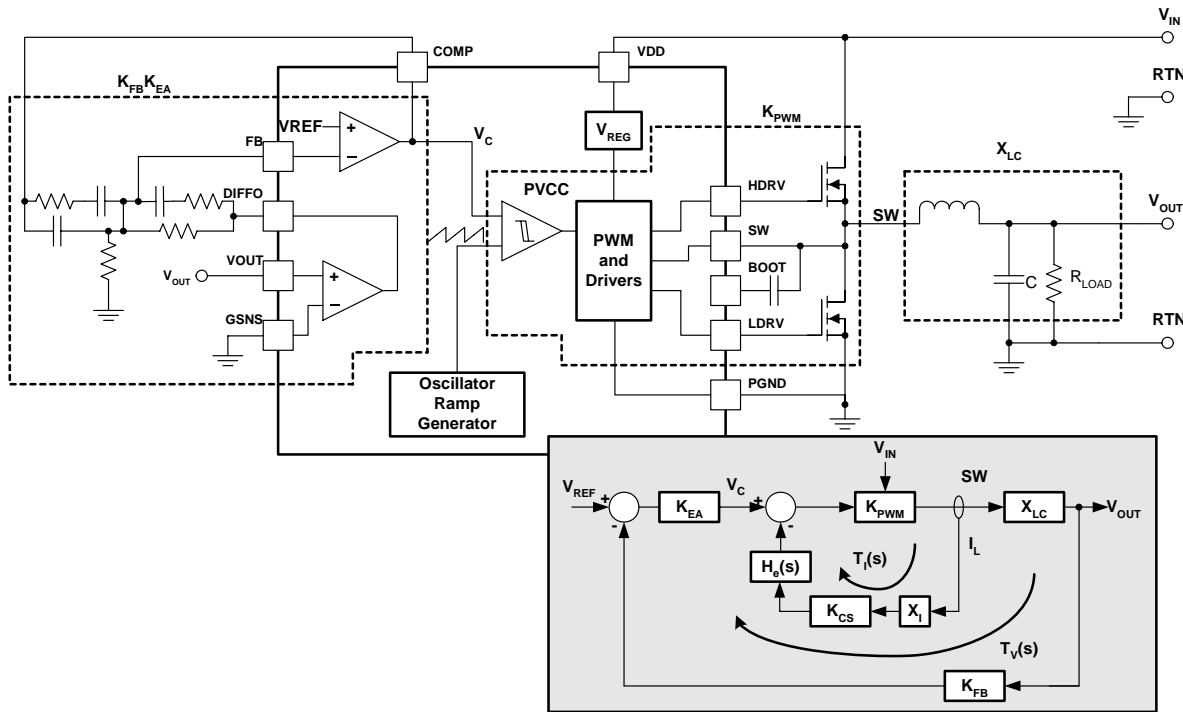 V_IN
COMP
VDD
K_FBK_EA
RTN
VREF
+
-
V_C
V_REG
K_PWM
FB
X_LC
DIFFO
PVCC
HDRV
SW
V_OUT
PWM
and
Drivers
SW
VOUT
V_OUT
+
-
BOOT
C
R_LOAD
GSNS
LDRV
RTN
Oscillator
Ramp
Generator
PGND
V_IN
V_REF
+
-
K_EA
V_C
+
-
K_PWM
SW
X_LC
V_OUT
I_L
H_e(s)
T_I(s)
K_CS
X_I
T_V(s)
K_FB